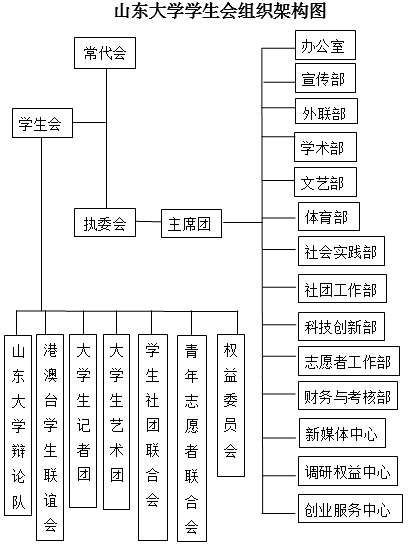 山东大学学生会组织架构图
常代会
学生会
执委会
主席团
办公室
宣传部
外联部
学术部
文艺部
体育部
社会实践部
社团工作部
科技创新部
志愿者工作部
财务与考核部
新媒体中心
调研权益中心
创业服务中心
山东大学辩论队
港澳台学生联谊会
大学生记者团
大学生艺术团
学生社团联合会
青年志愿者联合会
权益委员会